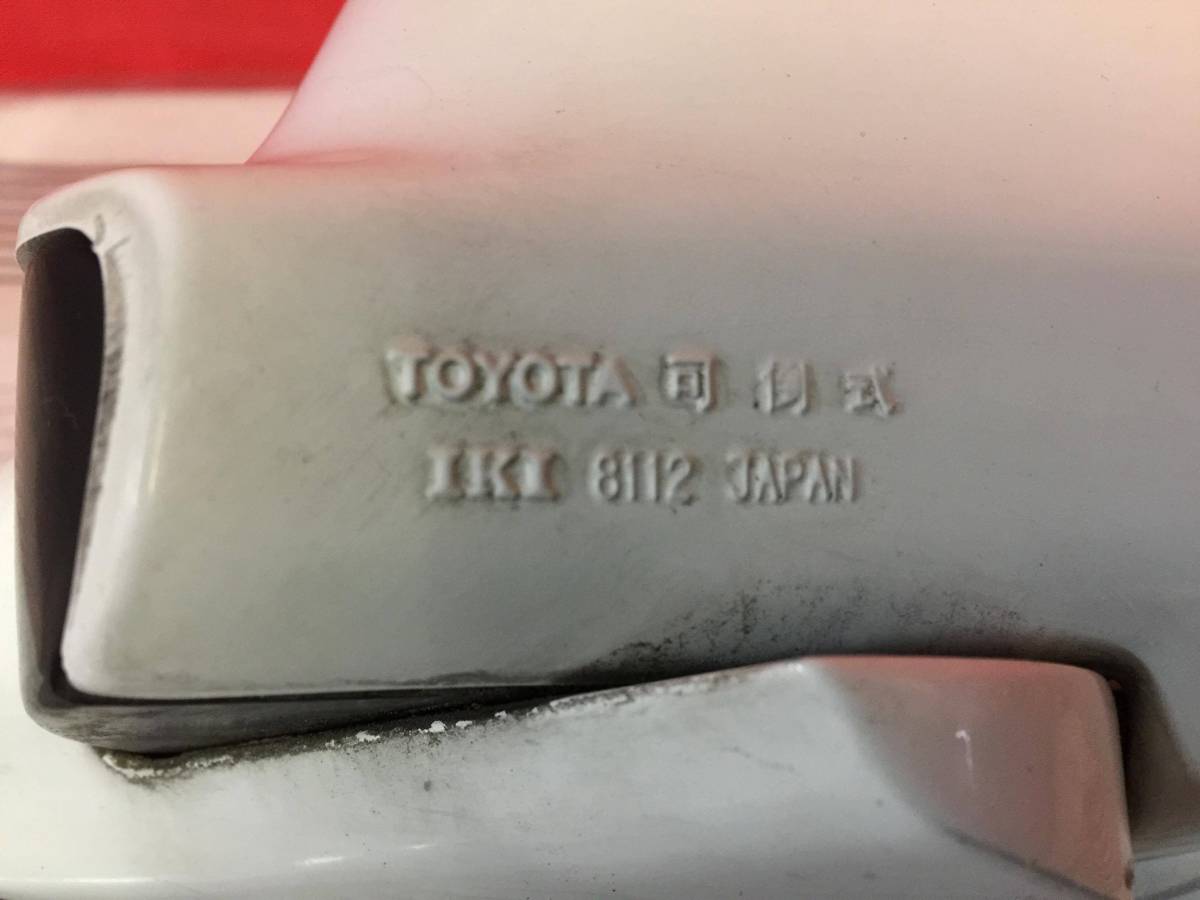 TOYOTA 可 倒 式
IKI 8112 JAPAN